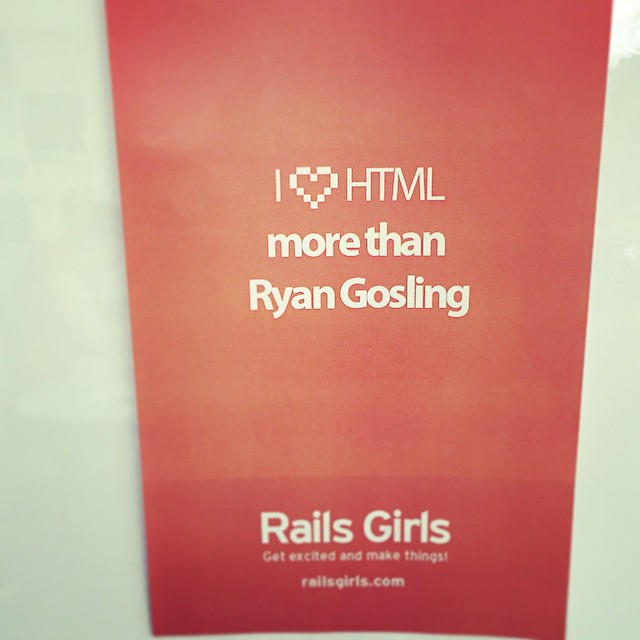 I ♡ HTML
more than
Ryan Gosling
Rails Girls
Get excited and make things!
railsgirls.com